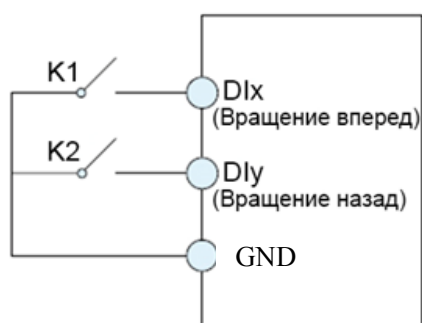 K1
DIx
(Вращение вперед)
K2
DIy
(Вращение назад)
GND